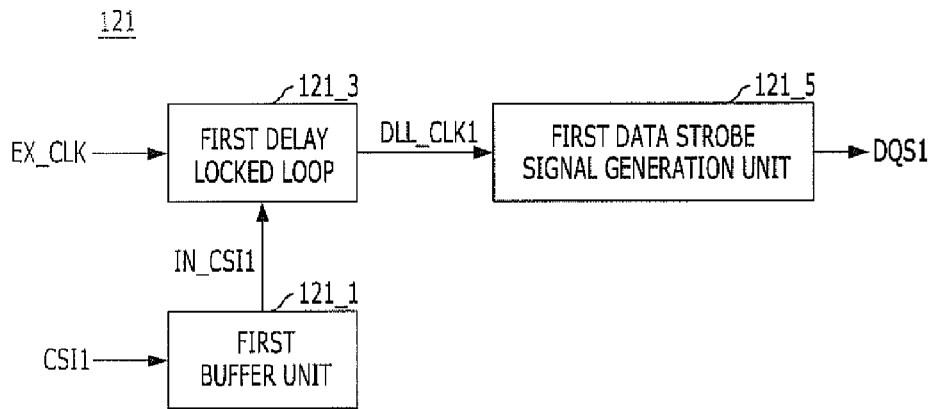 121
121_3
121_5
EX_CLK
FIRST DELAY
LOCKED LOOP
DLL_CLK1
FIRST DATA STROBE
SIGNAL GENERATION UNIT
DQS1
IN_CSI1
121_1
CSI1
FIRST
BUFFER UNIT